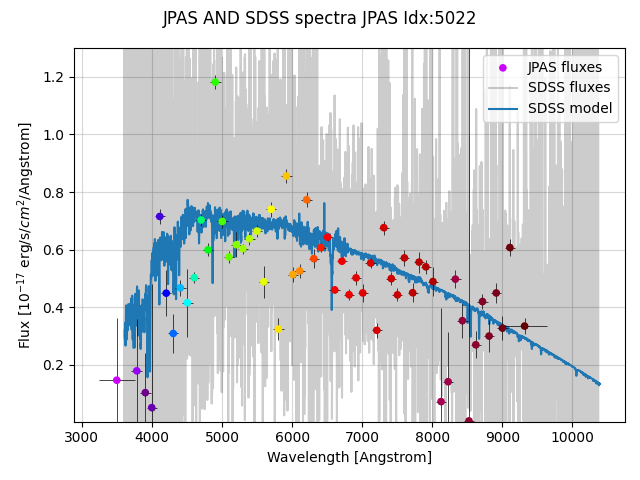 JPAS AND SDSS spectra JPAS Idx:5022
JPAS fluxes
SDSS fluxes
SDSS model
Flux [10⁻¹⁷ erg/s/cm²/Angstrom]
1.2
1.0
0.8
0.6
0.4
0.2
3000 4000 5000 6000 7000 8000 9000 10000
Wavelength [Angstrom]